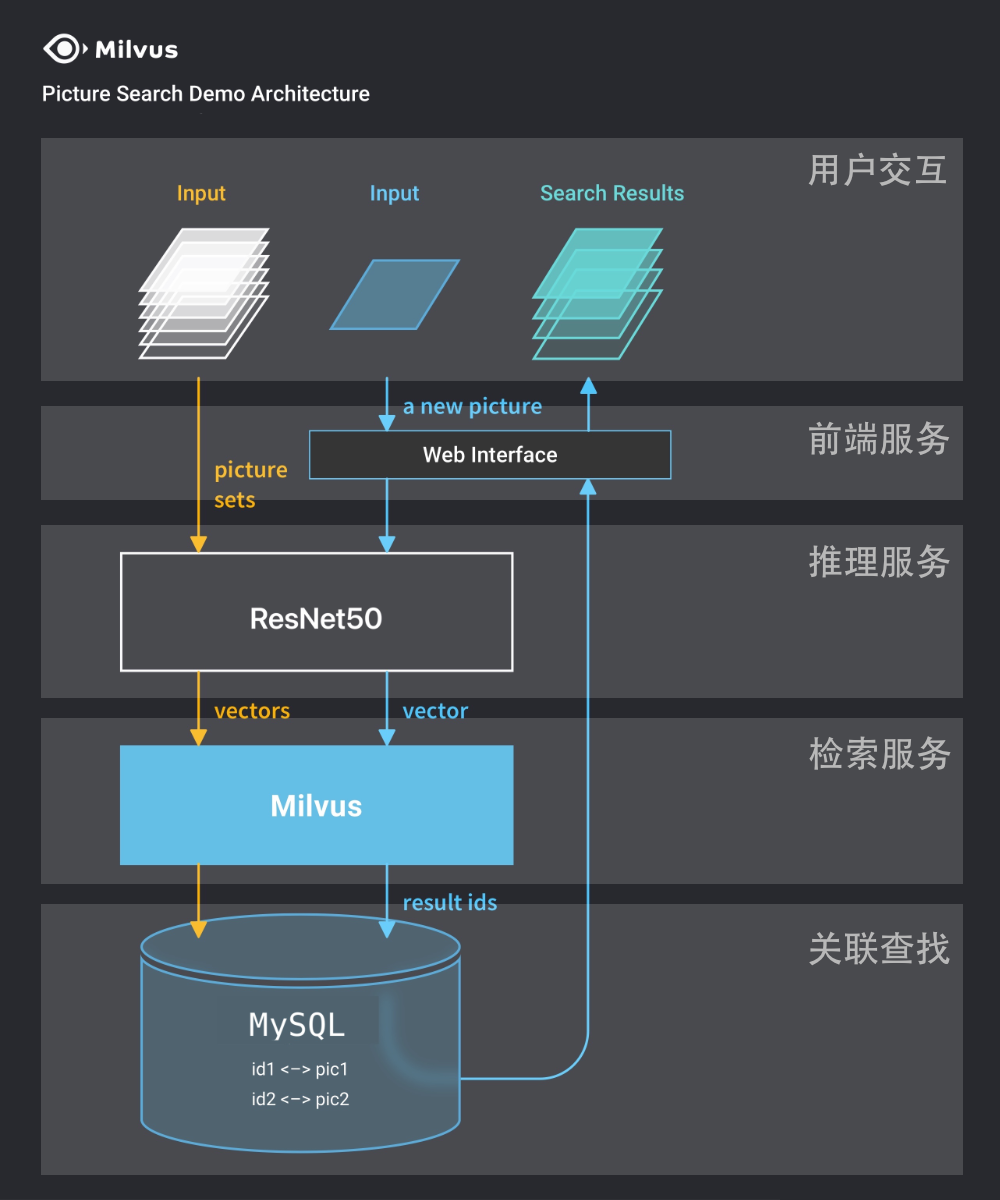 Milvus
Picture Search Demo Architecture
用户交互
Input
Input
Search Results
a new picture
前端服务
Web Interface
picture
sets
推理服务
ResNet50
vectors
vector
检索服务
Milvus
result ids
关联查找
MySQL
id1 <-> pic1
id2 <-> pic2